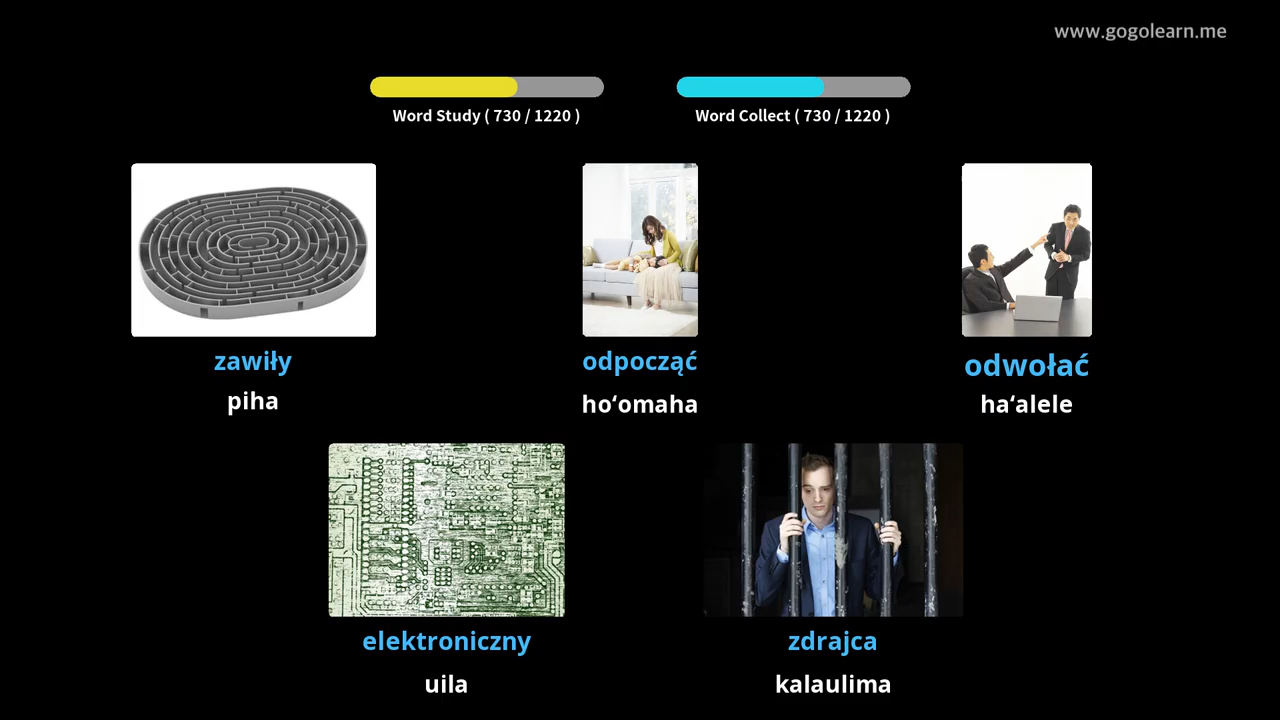 www.gogolearn.me
Word Study ( 730 / 1220 )
Word Collect ( 730 / 1220 )
zawiły
piha
odpocząć
hoʻomaha
odwołać
haʻalele
elektroniczny
uila
zdrajca
kalaulima